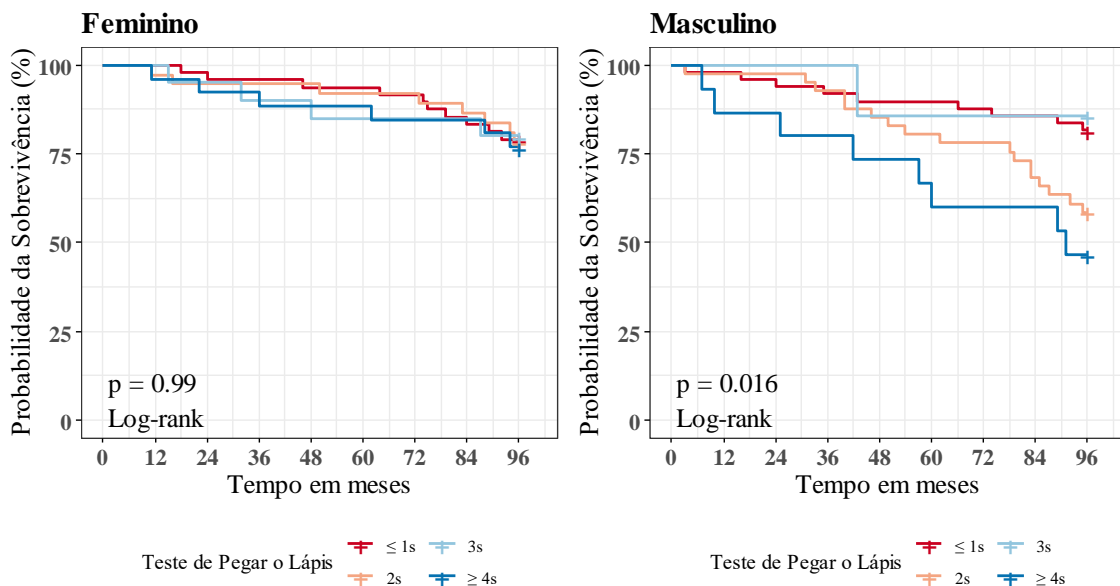 Feminino
Probabilidade da Sobrevivência (%)
100
75
50
25
0
p = 0.99
Log-rank
0 12 24 36 48 60 72 84 96
Tempo em meses
Teste de Pegar o Lápis
≤ 1s
3s
2s
≥ 4s
Masculino
Probabilidade da Sobrevivência (%)
100
75
50
25
0
p = 0.016
Log-rank
0 12 24 36 48 60 72 84 96
Tempo em meses
Teste de Pegar o Lápis
≤ 1s
3s
2s
≥ 4s